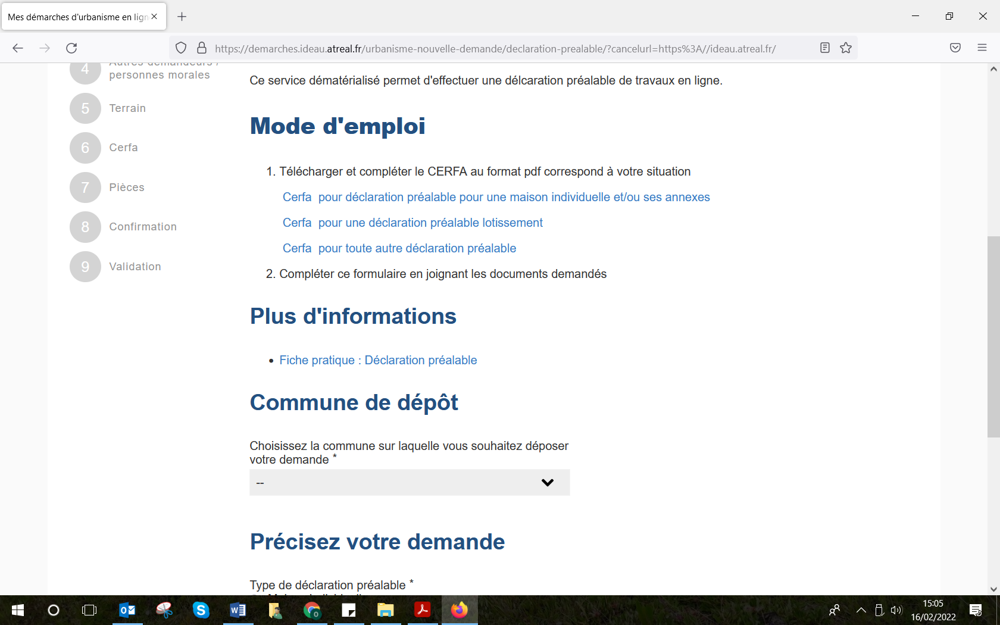 Mes démarches d'urbanisme en lign
https://demarches.ideau.atreal.fr/urbanisme-nouvelle-demande/declaration-prealable/?cancelurl=https%3A//ideau.atreal.fr/
4
Autres demandeurs /
personnes morales
5 Terrain
6 Cerfa
7 Pièces
8 Confirmation
9 Validation
Ce service dématérialisé permet d'effectuer une délcaration préalable de travaux en ligne.
Mode d'emploi
1. Télécharger et compléter le CERFA au format pdf correspond à votre situation
Cerfa pour déclaration préalable pour une maison individuelle et/ou ses annexes
Cerfa pour une déclaration préalable lotissement
Cerfa pour toute autre déclaration préalable
2. Compléter ce formulaire en joignant les documents demandés
Plus d'informations
• Fiche pratique : Déclaration préalable
Commune de dépôt
Choisissez la commune sur laquelle vous souhaitez déposer
votre demande *
--
Précisez votre demande
Type de déclaration préalable *
15:05
16/02/2022